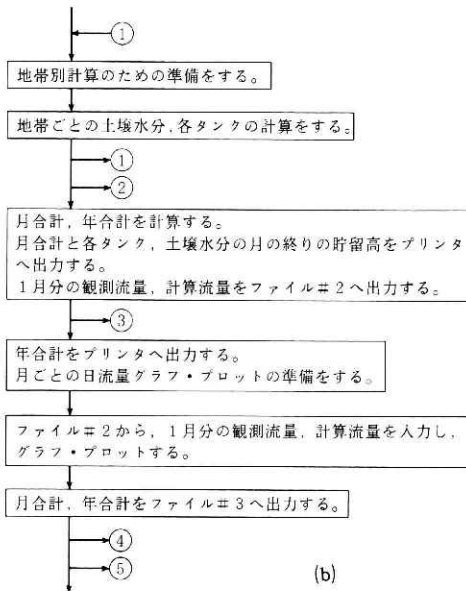 ①
地帯別計算のための準備をする。
地帯ごとの土壌水分,各タンクの計算をする。
①
②
月合計,年合計を計算する。
月合計と各タンク,土壌水分の月の終りの貯留高をプリンタ
へ出力する。
1月分の観測流量,計算流量をファイル#2へ出力する。
③
年合計をプリンタへ出力する。
月ごとの日流量グラフ・プロットの準備をする。
ファイル#2から,1月分の観測流量,計算流量を入力し,
グラフ・プロットする。
月合計,年合計をファイル#3へ出力する。
④
⑤
(b)